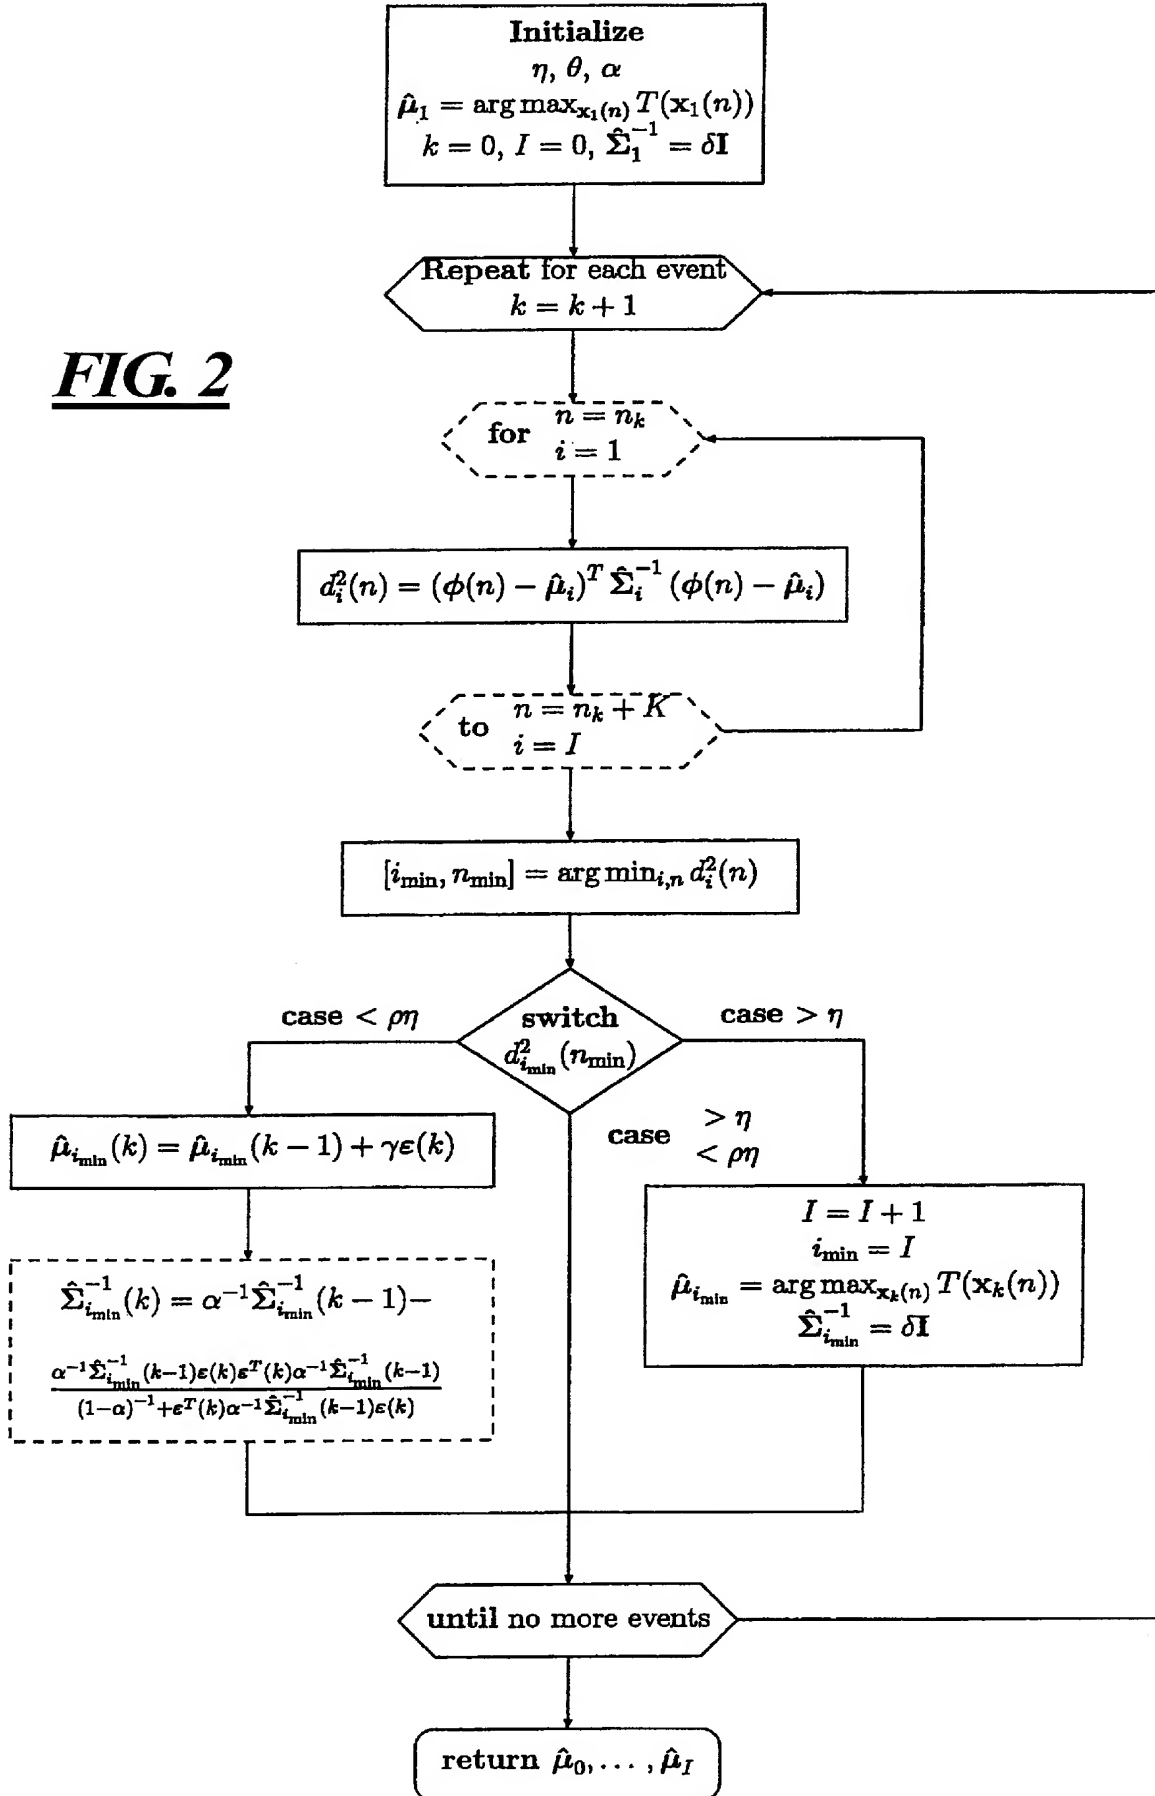 Initialize
η, θ, α
μ̂₁ = arg max_{x₁(n)} T(x₁(n))
k = 0, I = 0, Σ̂₁⁻¹ = δI
Repeat for each event
k = k + 1
FIG. 2
for n = n_k
i = 1
d_i²(n) = (ϕ(n) − μ̂_i)ᵀ Σ̂_i⁻¹ (ϕ(n) − μ̂_i)
to n = n_k + K
i = I
[i_min, n_min] = arg min_{i,n} d_i²(n)
case < ρη
switch
d²_{i_min}(n_min)
case > η
case > η
< ρη
μ̂_{i_min}(k) = μ̂_{i_min}(k − 1) + γε(k)
I = I + 1
i_min = I
μ̂_{i_min} = arg max_{x_k(n)} T(x_k(n))
Σ̂⁻¹_{i_min} = δI
Σ̂⁻¹_{i_min}(k) = α⁻¹Σ̂⁻¹_{i_min}(k − 1)−
α⁻¹Σ̂⁻¹_{i_min}(k−1)ε(k)εᵀ(k)α⁻¹Σ̂⁻¹_{i_min}(k−1)
(1−α)⁻¹+εᵀ(k)α⁻¹Σ̂⁻¹_{i_min}(k−1)ε(k)
until no more events
return μ̂₀, . . . , μ̂_I